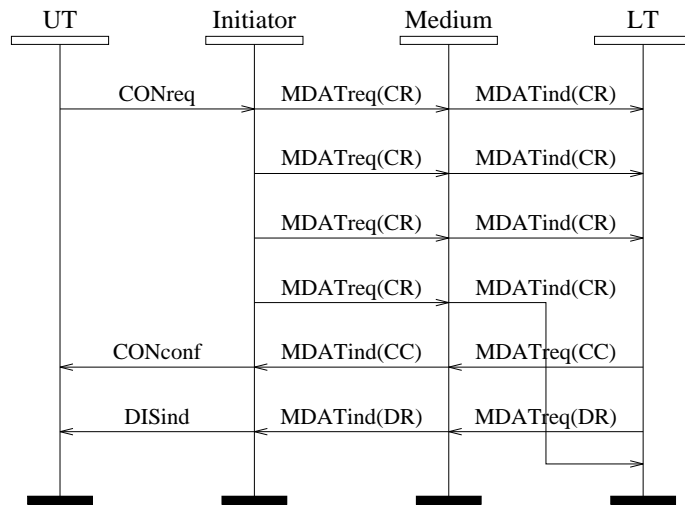 UT Initiator Medium LT
CONreq MDATreq(CR) MDATind(CR)
MDATreq(CR) MDATind(CR)
MDATreq(CR) MDATind(CR)
MDATreq(CR) MDATind(CR)
CONconf MDATind(CC) MDATreq(CC)
DISind MDATind(DR) MDATreq(DR)